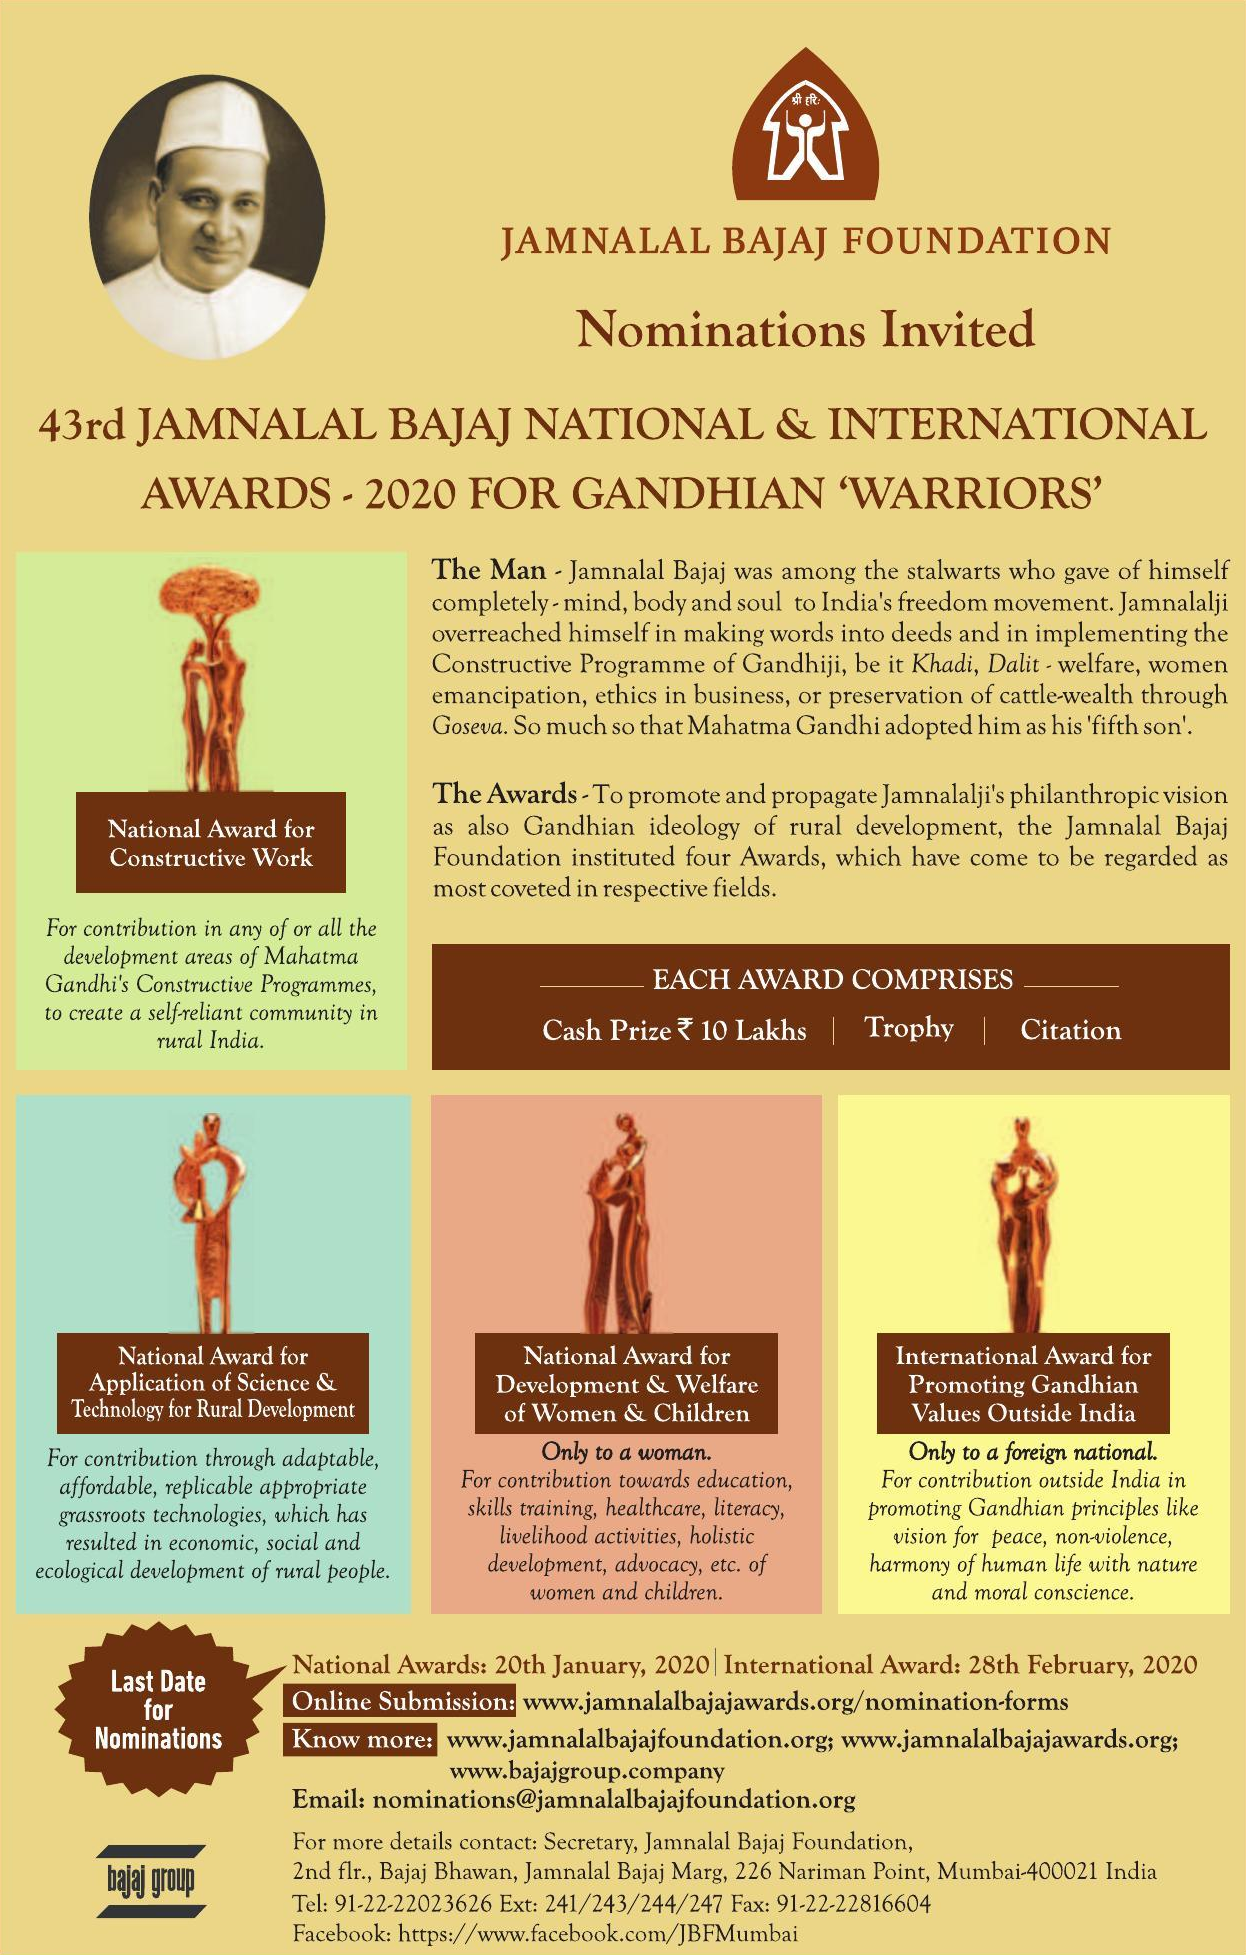 श्री हरिः
JAMNALAL BAJAJ FOUNDATION
Nominations Invited
43rd JAMNALAL BAJAJ NATIONAL & INTERNATIONAL
AWARDS - 2020 FOR GANDHIAN ‘WARRIORS’
The Man - Jamnalal Bajaj was among the stalwarts who gave of himself
completely - mind, body and soul to India's freedom movement. Jamnalalji
overreached himself in making words into deeds and in implementing the
Constructive Programme of Gandhiji, be it Khadi, Dalit - welfare, women
emancipation, ethics in business, or preservation of cattle-wealth through
Goseva. So much so that Mahatma Gandhi adopted him as his 'fifth son'.
The Awards - To promote and propagate Jamnalalji's philanthropic vision
as also Gandhian ideology of rural development, the Jamnalal Bajaj
Foundation instituted four Awards, which have come to be regarded as
most coveted in respective fields.
National Award for
Constructive Work
For contribution in any of or all the
development areas of Mahatma
Gandhi's Constructive Programmes,
to create a self-reliant community in
rural India.
EACH AWARD COMPRISES
Cash Prize ₹ 10 Lakhs | Trophy | Citation
National Award for
Application of Science &
Technology for Rural Development
For contribution through adaptable,
affordable, replicable appropriate
grassroots technologies, which has
resulted in economic, social and
ecological development of rural people.
National Award for
Development & Welfare
of Women & Children
Only to a woman.
For contribution towards education,
skills training, healthcare, literacy,
livelihood activities, holistic
development, advocacy, etc. of
women and children.
International Award for
Promoting Gandhian
Values Outside India
Only to a foreign national.
For contribution outside India in
promoting Gandhian principles like
vision for peace, non-violence,
harmony of human life with nature
and moral conscience.
Last Date
for
Nominations
National Awards: 20th January, 2020 | International Award: 28th February, 2020
Online Submission: www.jamnalalbajajawards.org/nomination-forms
Know more: www.jamnalalbajajfoundation.org; www.jamnalalbajajawards.org;
www.bajajgroup.company
Email: nominations@jamnalalbajajfoundation.org
For more details contact: Secretary, Jamnalal Bajaj Foundation,
2nd flr., Bajaj Bhawan, Jamnalal Bajaj Marg, 226 Nariman Point, Mumbai-400021 India
Tel: 91-22-22023626 Ext: 241/243/244/247 Fax: 91-22-22816604
Facebook: https://www.facebook.com/JBFMumbai
bajaj group